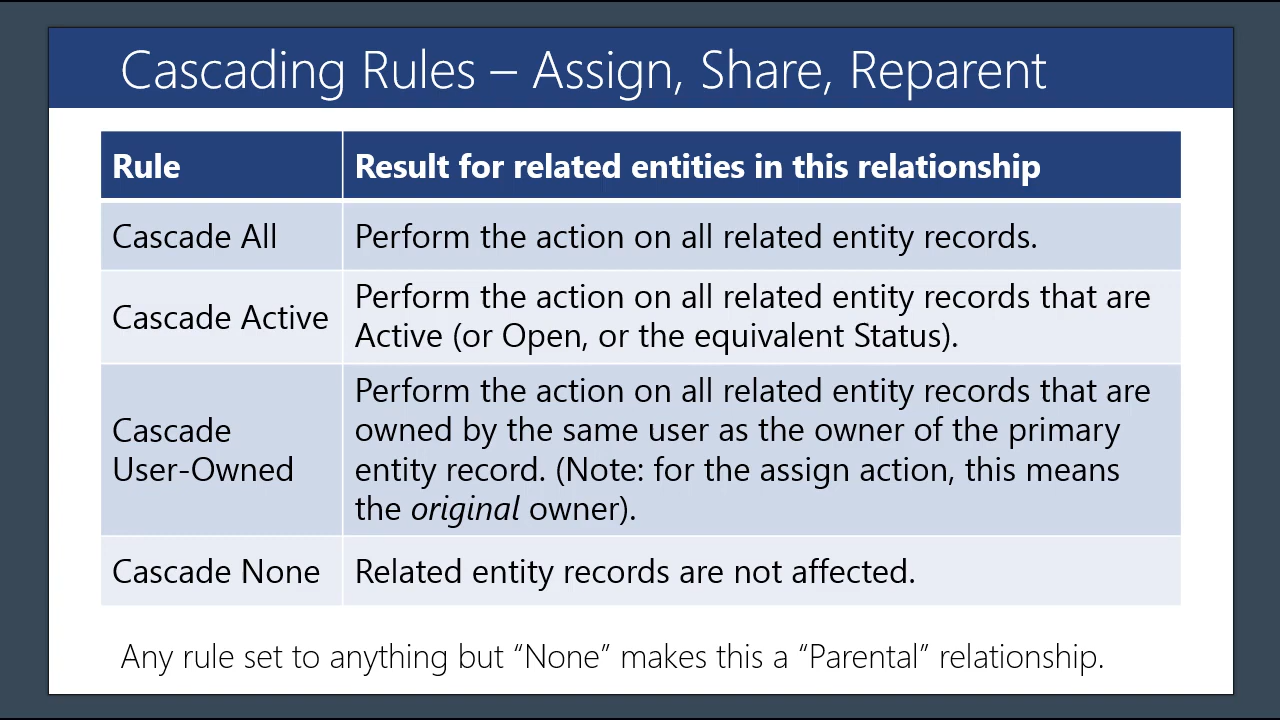 Cascading Rules – Assign, Share, Reparent
Rule
Result for related entities in this relationship
Cascade All
Perform the action on all related entity records.
Cascade Active
Perform the action on all related entity records that are
Active (or Open, or the equivalent Status).
Cascade
User-Owned
Perform the action on all related entity records that are
owned by the same user as the owner of the primary
entity record. (Note: for the assign action, this means
the original owner).
Cascade None
Related entity records are not affected.
Any rule set to anything but “None” makes this a “Parental” relationship.